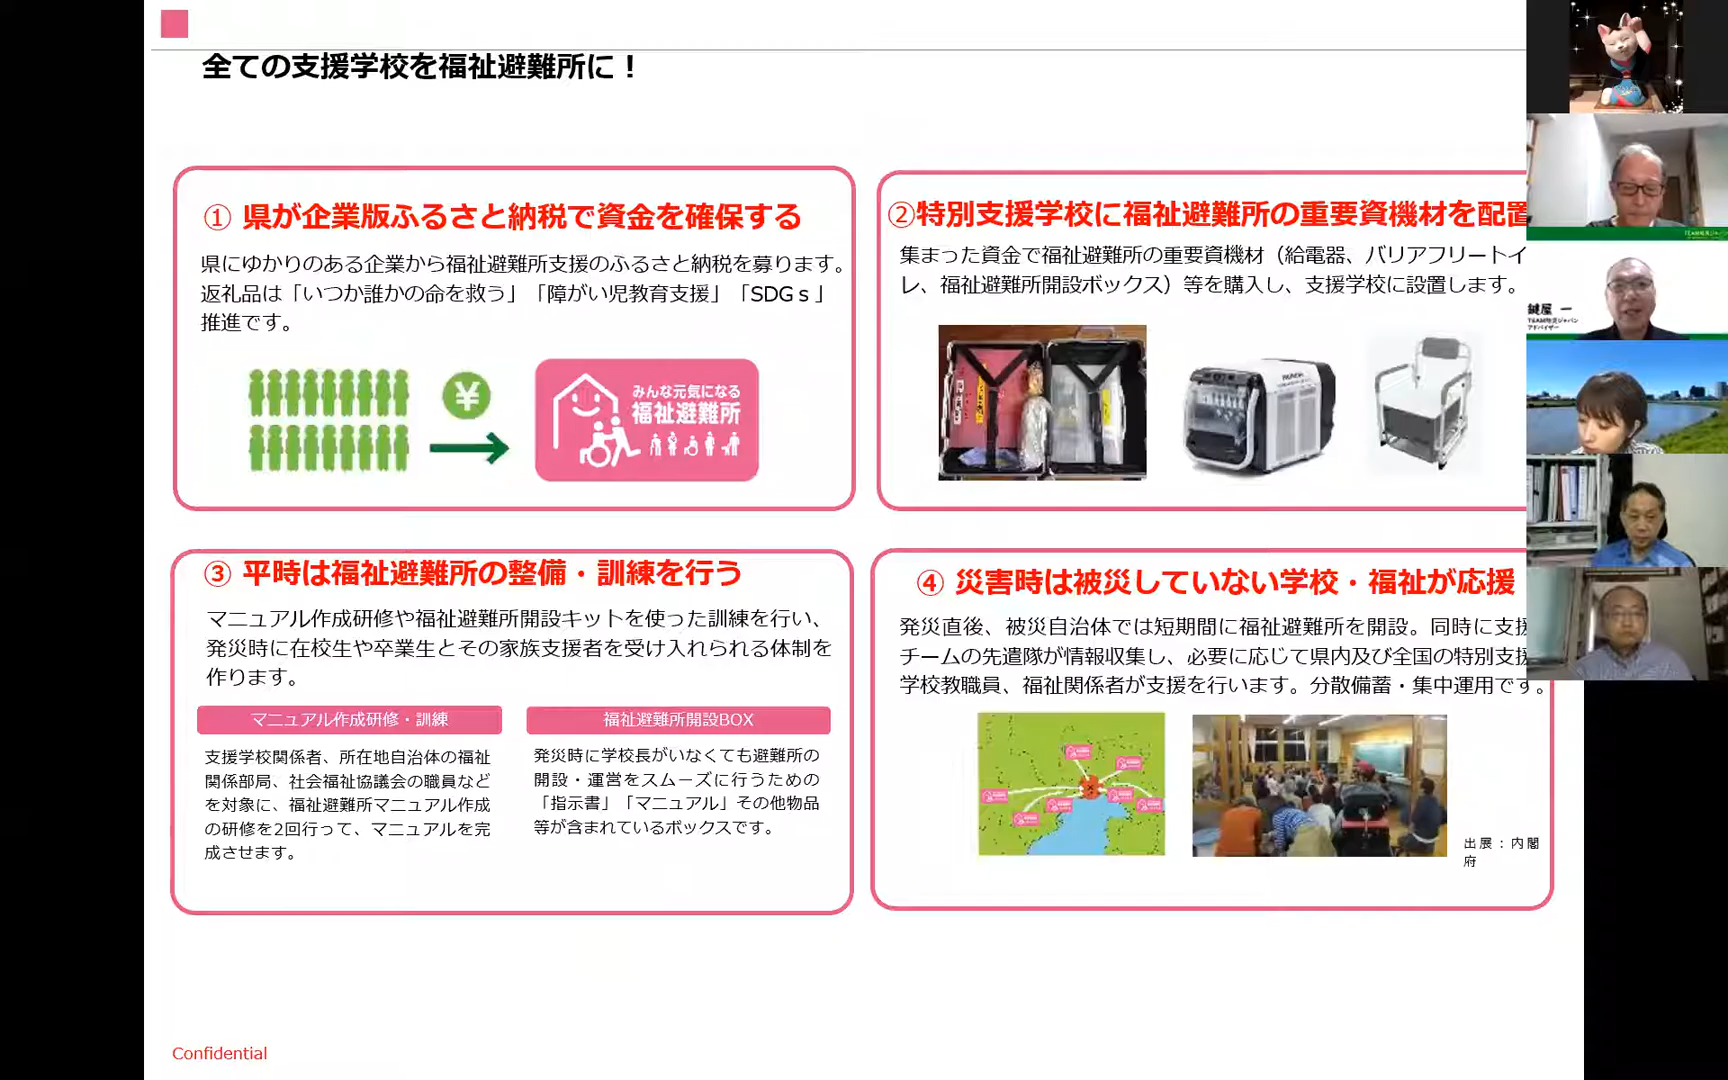 全ての支援学校を福祉避難所に！
① 県が企業版ふるさと納税で資金を確保する
県にゆかりのある企業から福祉避難所支援のふるさと納税を募ります。
返礼品は「いつか誰かの命を救う」「障がい児教育支援」「SDGｓ」
推進です。
¥
みんな元気になる
福祉避難所
②特別支援学校に福祉避難所の重要資機材を配置
集まった資金で福祉避難所の重要資機材（給電器、バリアフリートイ
レ、福祉避難所開設ボックス）等を購入し、支援学校に設置します。
③ 平時は福祉避難所の整備・訓練を行う
マニュアル作成研修や福祉避難所開設キットを使った訓練を行い、
発災時に在校生や卒業生とその家族支援者を受け入れられる体制を
作ります。
マニュアル作成研修・訓練
支援学校関係者、所在地自治体の福祉
関係部局、社会福祉協議会の職員など
を対象に、福祉避難所マニュアル作成
の研修を2回行って、マニュアルを完
成させます。
福祉避難所開設BOX
発災時に学校長がいなくても避難所の
開設・運営をスムーズに行うための
「指示書」「マニュアル」その他物品
等が含まれているボックスです。
④ 災害時は被災していない学校・福祉が応援
発災直後、被災自治体では短期間に福祉避難所を開設。同時に支援
チームの先遣隊が情報収集し、必要に応じて県内及び全国の特別支援
学校教職員、福祉関係者が支援を行います。分散備蓄・集中運用です。
出展：内閣
府
Confidential
鍵屋 一
TEAM防災ジャパン
アドバイザー